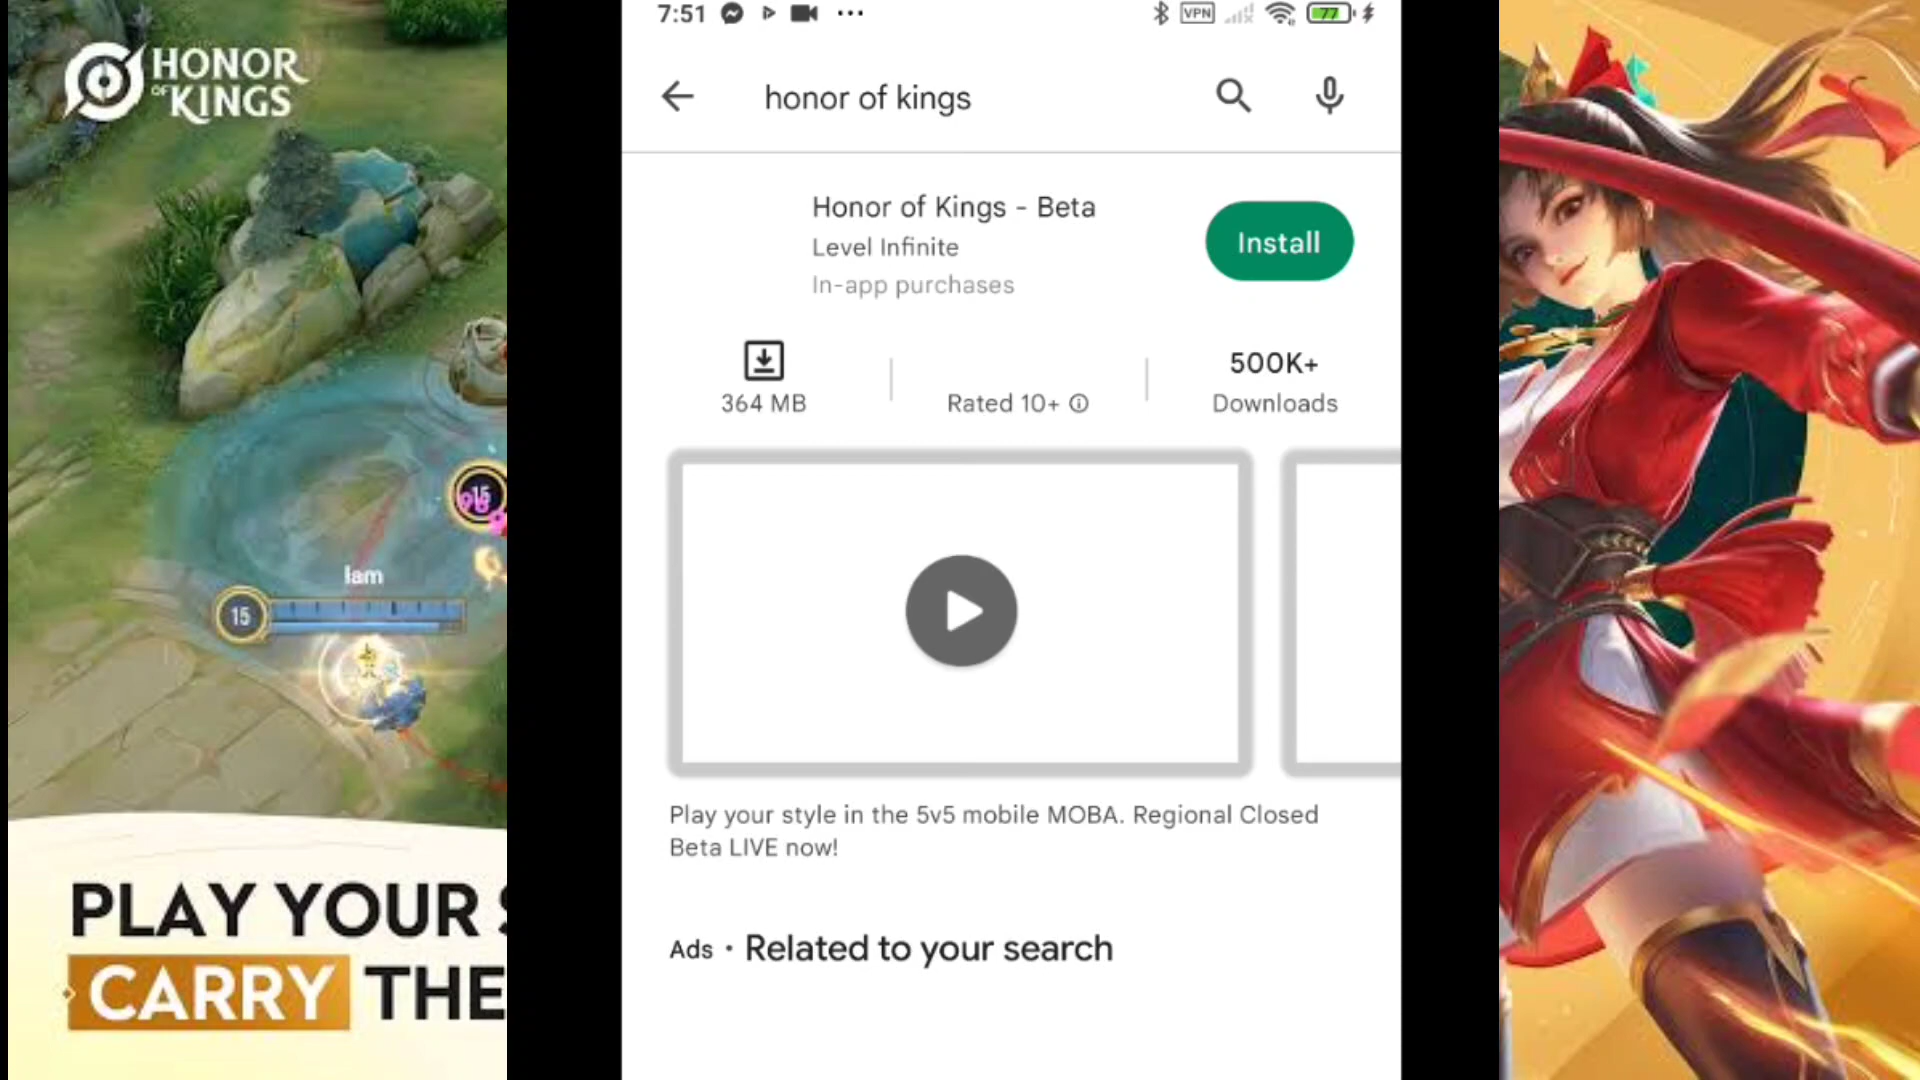 HONOR
OF
KINGS
15
15
lam
PLAY YOUR
CARRY THE
7:51
VPN
77
honor of kings
Honor of Kings - Beta
Level Infinite
In-app purchases
Install
364 MB
Rated 10+
500K+
Downloads
Play your style in the 5v5 mobile MOBA. Regional Closed
Beta LIVE now!
Ads • Related to your search